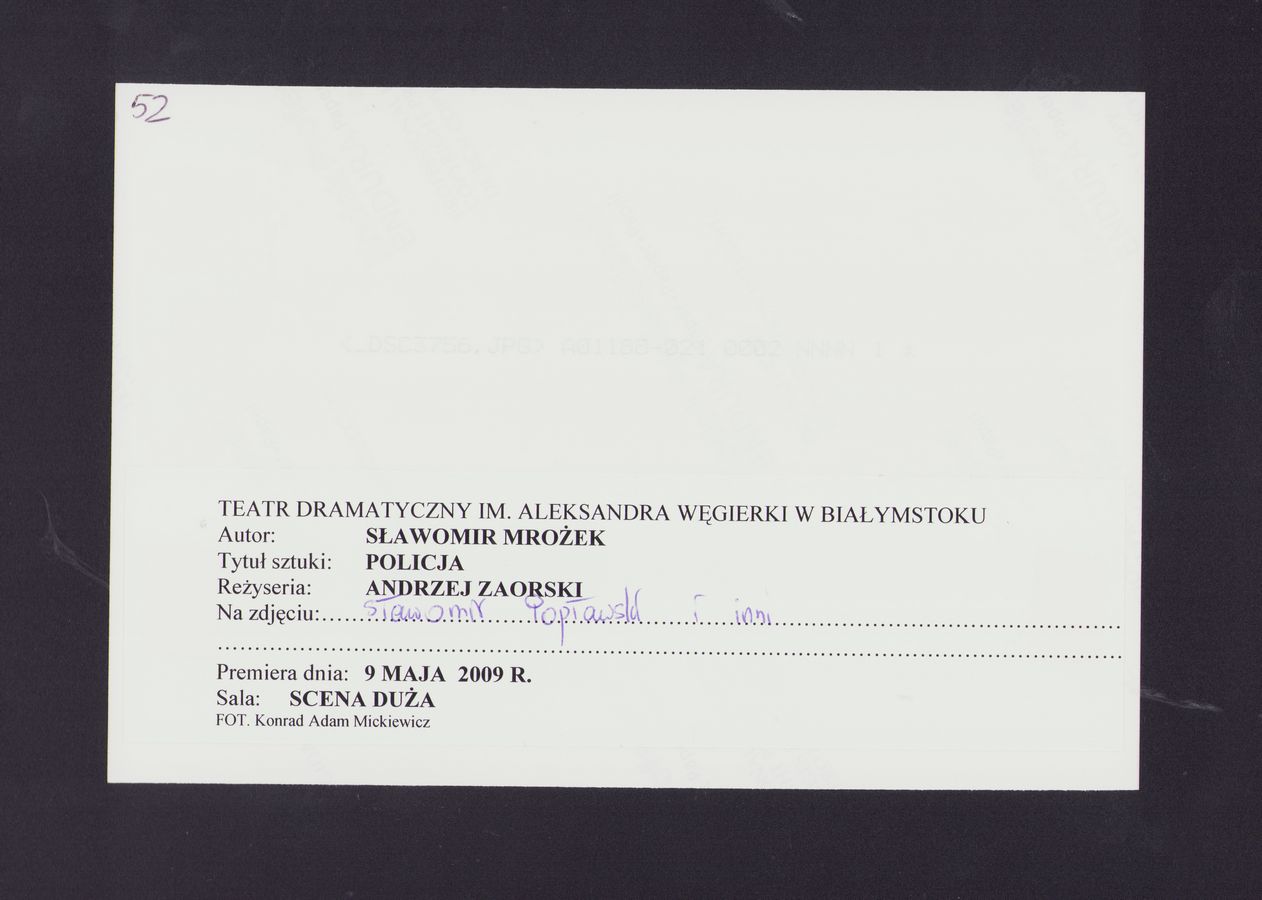 52
<_DSC3756.JPG> A01188-021 0002 NNNN 1
TEATR DRAMATYCZNY IM. ALEKSANDRA WĘGIERKI W BIAŁYMSTOKU
Autor: SŁAWOMIR MROŻEK
Tytuł sztuki: POLICJA
Reżyseria: ANDRZEJ ZAORSKI
Na zdjęciu: Sławomir Popławski i inni
Premiera dnia: 9 MAJA 2009 R.
Sala: SCENA DUŻA
FOT. Konrad Adam Mickiewicz